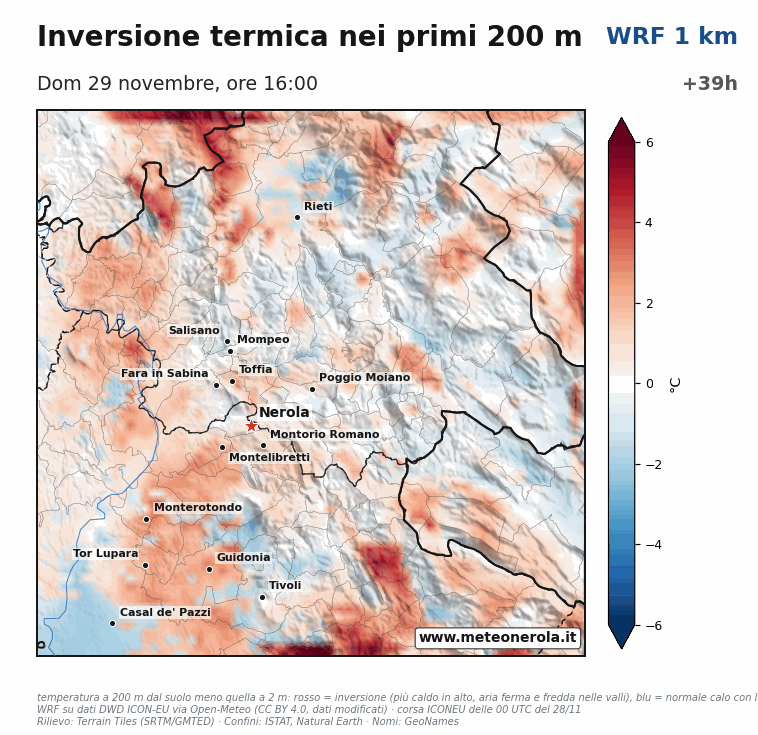 Inversione termica nei primi 200 m WRF 1 km
Dom 29 novembre, ore 16:00 +39h
Rieti
Salisano
Mompeo
Toffia
Fara in Sabina
Poggio Moiano
Nerola
Montorio Romano
Montelibretti
Monterotondo
Tor Lupara
Guidonia
Tivoli
Casal de' Pazzi
www.meteonerola.it
6
4
2
0
−2
−4
−6
°C
temperatura a 200 m dal suolo meno quella a 2 m: rosso = inversione (più caldo in alto, aria ferma e fredda nelle valli), blu = normale calo con
WRF su dati DWD ICON-EU via Open-Meteo (CC BY 4.0, dati modificati) · corsa ICONEU delle 00 UTC del 28/11
Rilievo: Terrain Tiles (SRTM/GMTED) · Confini: ISTAT, Natural Earth · Nomi: GeoNames